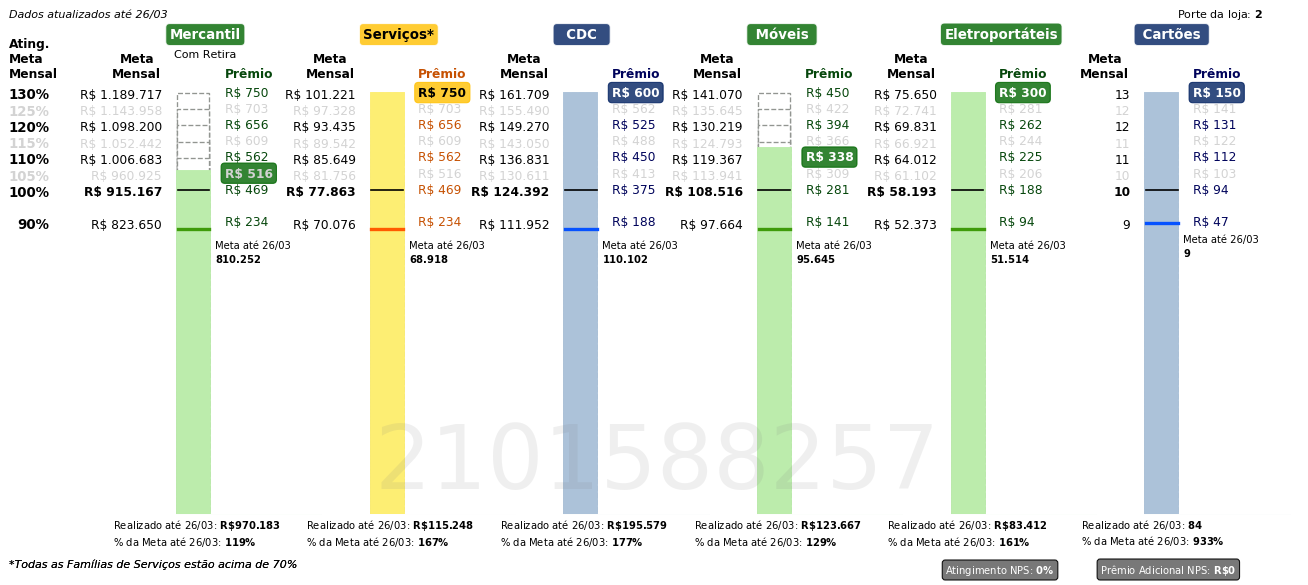 Dados atualizados até 26/03 Porte da loja: 2
Mercantil Serviços* CDC Móveis Eletroportáteis Cartões
Ating. Com Retira
Meta Meta Meta Meta Meta Meta Meta
Mensal Mensal Prêmio Mensal Prêmio Mensal Prêmio Mensal Prêmio Mensal Prêmio Mensal Prêmio
130% R$ 1.189.717 R$ 750 R$ 101.221 R$ 750 R$ 161.709 R$ 600 R$ 141.070 R$ 450 R$ 75.650 R$ 300 13 R$ 150
125% R$ 1.143.958 R$ 703 R$ 97.328 R$ 703 R$ 155.490 R$ 562 R$ 135.645 R$ 422 R$ 72.741 R$ 281 12 R$ 141
120% R$ 1.098.200 R$ 656 R$ 93.435 R$ 656 R$ 149.270 R$ 525 R$ 130.219 R$ 394 R$ 69.831 R$ 262 12 R$ 131
115% R$ 1.052.442 R$ 609 R$ 89.542 R$ 609 R$ 143.050 R$ 488 R$ 124.793 R$ 366 R$ 66.921 R$ 244 11 R$ 122
110% R$ 1.006.683 R$ 562 R$ 85.649 R$ 562 R$ 136.831 R$ 450 R$ 119.367 R$ 338 R$ 64.012 R$ 225 11 R$ 112
105% R$ 960.925 R$ 516 R$ 81.756 R$ 516 R$ 130.611 R$ 413 R$ 113.941 R$ 309 R$ 61.102 R$ 206 10 R$ 103
100% R$ 915.167 R$ 469 R$ 77.863 R$ 469 R$ 124.392 R$ 375 R$ 108.516 R$ 281 R$ 58.193 R$ 188 10 R$ 94
90% R$ 823.650 R$ 234 R$ 70.076 R$ 234 R$ 111.952 R$ 188 R$ 97.664 R$ 141 R$ 52.373 R$ 94 9 R$ 47
Meta até 26/03 Meta até 26/03 Meta até 26/03 Meta até 26/03 Meta até 26/03 Meta até 26/03
810.252 68.918 110.102 95.645 51.514 9
2101588257
Realizado até 26/03: R$970.183 Realizado até 26/03: R$115.248 Realizado até 26/03: R$195.579 Realizado até 26/03: R$123.667 Realizado até 26/03: R$83.412 Realizado até 26/03: 84
% da Meta até 26/03: 119% % da Meta até 26/03: 167% % da Meta até 26/03: 177% % da Meta até 26/03: 129% % da Meta até 26/03: 161% % da Meta até 26/03: 933%
*Todas as Famílias de Serviços estão acima de 70% Atingimento NPS: 0% Prêmio Adicional NPS: R$0